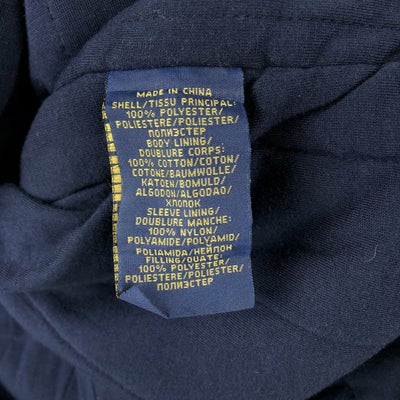 MADE IN CHINA
SHELL/TISSU PRINCIPAL:
100% POLYESTER/
POLIESTERE/POLIESTER/
ПОЛИЭСТЕР
BODY LINING/
DOUBLURE CORPS:
100% COTTON/COTON/
COTONE/BAUMWOLLE/
KATOEN/BOMULD/
ALGODON/ALGODAO/
ХЛОПОК
SLEEVE LINING/
DOUBLURE MANCHE:
100% NYLON/
POLYAMIDE/POLYAMID/
POLIAMIDA/НЕЙЛОН
FILLING/OUATE:
100% POLYESTER/
POLIESTERE/POLIESTER/
ПОЛИЭСТЕР